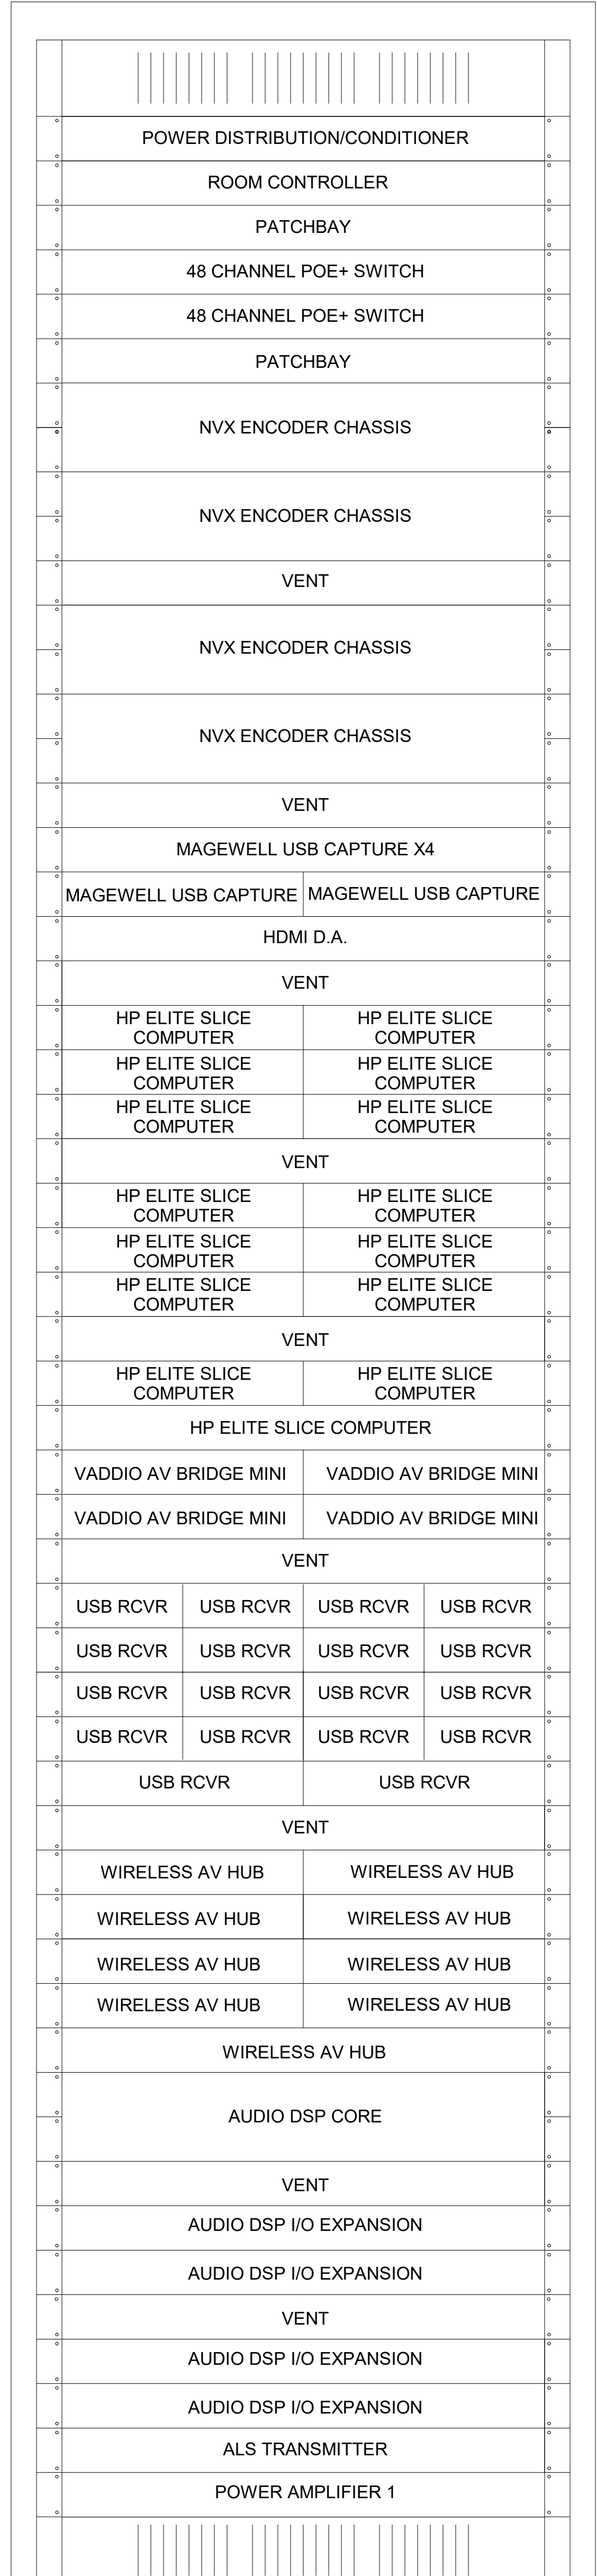 POWER DISTRIBUTION/CONDITIONER
ROOM CONTROLLER
PATCHBAY
48 CHANNEL POE+ SWITCH
48 CHANNEL POE+ SWITCH
PATCHBAY
NVX ENCODER CHASSIS
NVX ENCODER CHASSIS
VENT
NVX ENCODER CHASSIS
NVX ENCODER CHASSIS
VENT
MAGEWELL USB CAPTURE X4
MAGEWELL USB CAPTURE MAGEWELL USB CAPTURE
HDMI D.A.
VENT
HP ELITE SLICE HP ELITE SLICE
COMPUTER COMPUTER
HP ELITE SLICE HP ELITE SLICE
COMPUTER COMPUTER
HP ELITE SLICE HP ELITE SLICE
COMPUTER COMPUTER
VENT
HP ELITE SLICE HP ELITE SLICE
COMPUTER COMPUTER
HP ELITE SLICE HP ELITE SLICE
COMPUTER COMPUTER
HP ELITE SLICE HP ELITE SLICE
COMPUTER COMPUTER
VENT
HP ELITE SLICE HP ELITE SLICE
COMPUTER COMPUTER
HP ELITE SLICE COMPUTER
VADDIO AV BRIDGE MINI VADDIO AV BRIDGE MINI
VADDIO AV BRIDGE MINI VADDIO AV BRIDGE MINI
VENT
USB RCVR USB RCVR USB RCVR USB RCVR
USB RCVR USB RCVR USB RCVR USB RCVR
USB RCVR USB RCVR USB RCVR USB RCVR
USB RCVR USB RCVR USB RCVR USB RCVR
USB RCVR USB RCVR
VENT
WIRELESS AV HUB WIRELESS AV HUB
WIRELESS AV HUB WIRELESS AV HUB
WIRELESS AV HUB WIRELESS AV HUB
WIRELESS AV HUB WIRELESS AV HUB
WIRELESS AV HUB
AUDIO DSP CORE
VENT
AUDIO DSP I/O EXPANSION
AUDIO DSP I/O EXPANSION
VENT
AUDIO DSP I/O EXPANSION
AUDIO DSP I/O EXPANSION
ALS TRANSMITTER
POWER AMPLIFIER 1